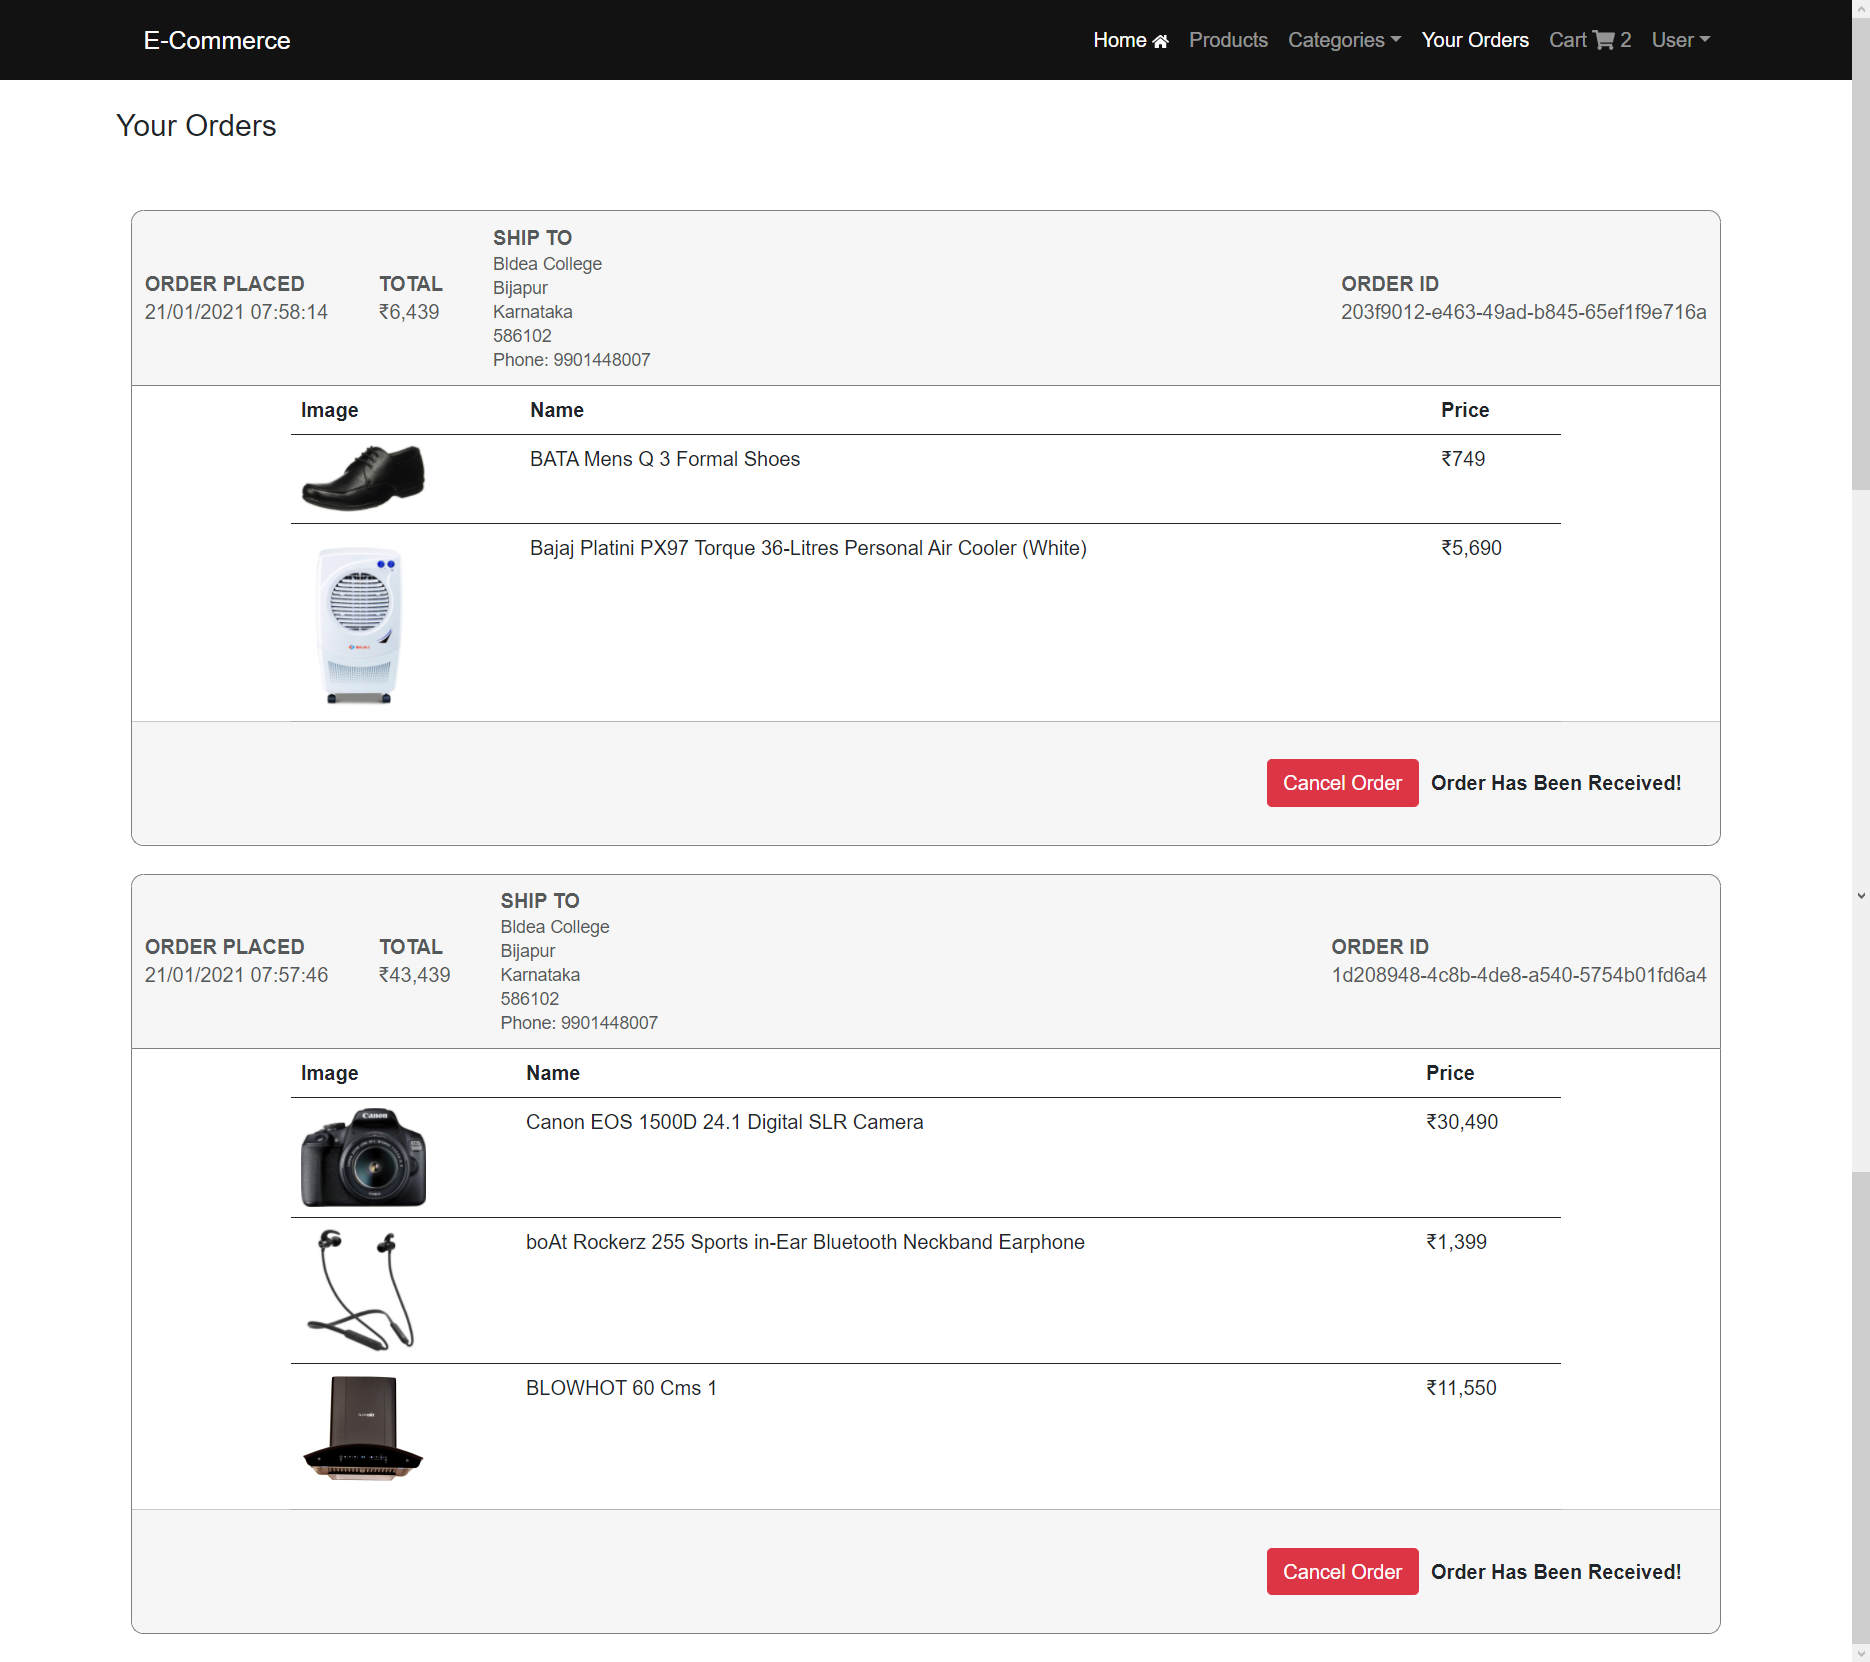 E-Commerce
Home Products Categories Your Orders Cart 2 User
Your Orders
ORDER PLACED
21/01/2021 07:58:14
TOTAL
₹6,439
SHIP TO
Bldea College
Bijapur
Karnataka
586102
Phone: 9901448007
ORDER ID
203f9012-e463-49ad-b845-65ef1f9e716a
Image Name Price
BATA Mens Q 3 Formal Shoes ₹749
Bajaj Platini PX97 Torque 36-Litres Personal Air Cooler (White) ₹5,690
Cancel Order Order Has Been Received!
ORDER PLACED
21/01/2021 07:57:46
TOTAL
₹43,439
SHIP TO
Bldea College
Bijapur
Karnataka
586102
Phone: 9901448007
ORDER ID
1d208948-4c8b-4de8-a540-5754b01fd6a4
Image Name Price
Canon EOS 1500D 24.1 Digital SLR Camera ₹30,490
Canon
boAt Rockerz 255 Sports in-Ear Bluetooth Neckband Earphone ₹1,399
BLOWHOT 60 Cms 1 ₹11,550
Cancel Order Order Has Been Received!